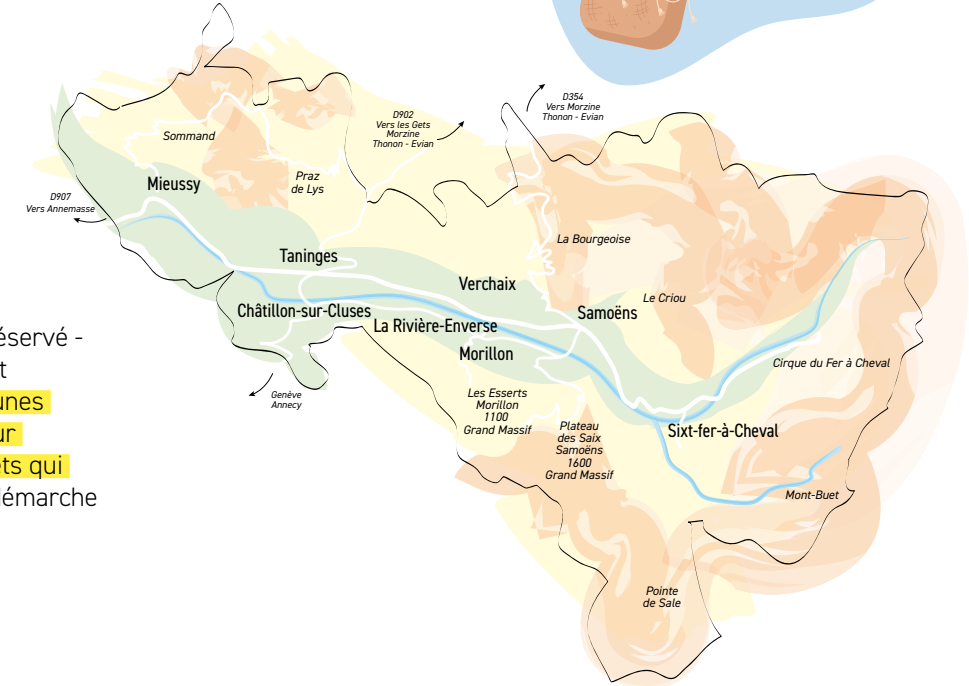 D354
Vers Morzine
Thonon - Evian
D902
Vers les Gets
Morzine
Thonon - Evian
Sommand
Praz
de Lys
Mieussy
D907
Vers Annemasse
La Bourgeoise
Taninges
Verchaix
Le Criou
Châtillon-sur-Cluses
Samoëns
La Rivière-Enverse
Morillon
Cirque du Fer à Cheval
Genève
Annecy
Les Esserts
Morillon
1100
Grand Massif
Plateau
des Saix
Samoëns
1600
Grand Massif
Sixt-fer-à-Cheval
Mont-Buet
Pointe
de Sale
éservé -
t
unes
ur
ets qui
démarche